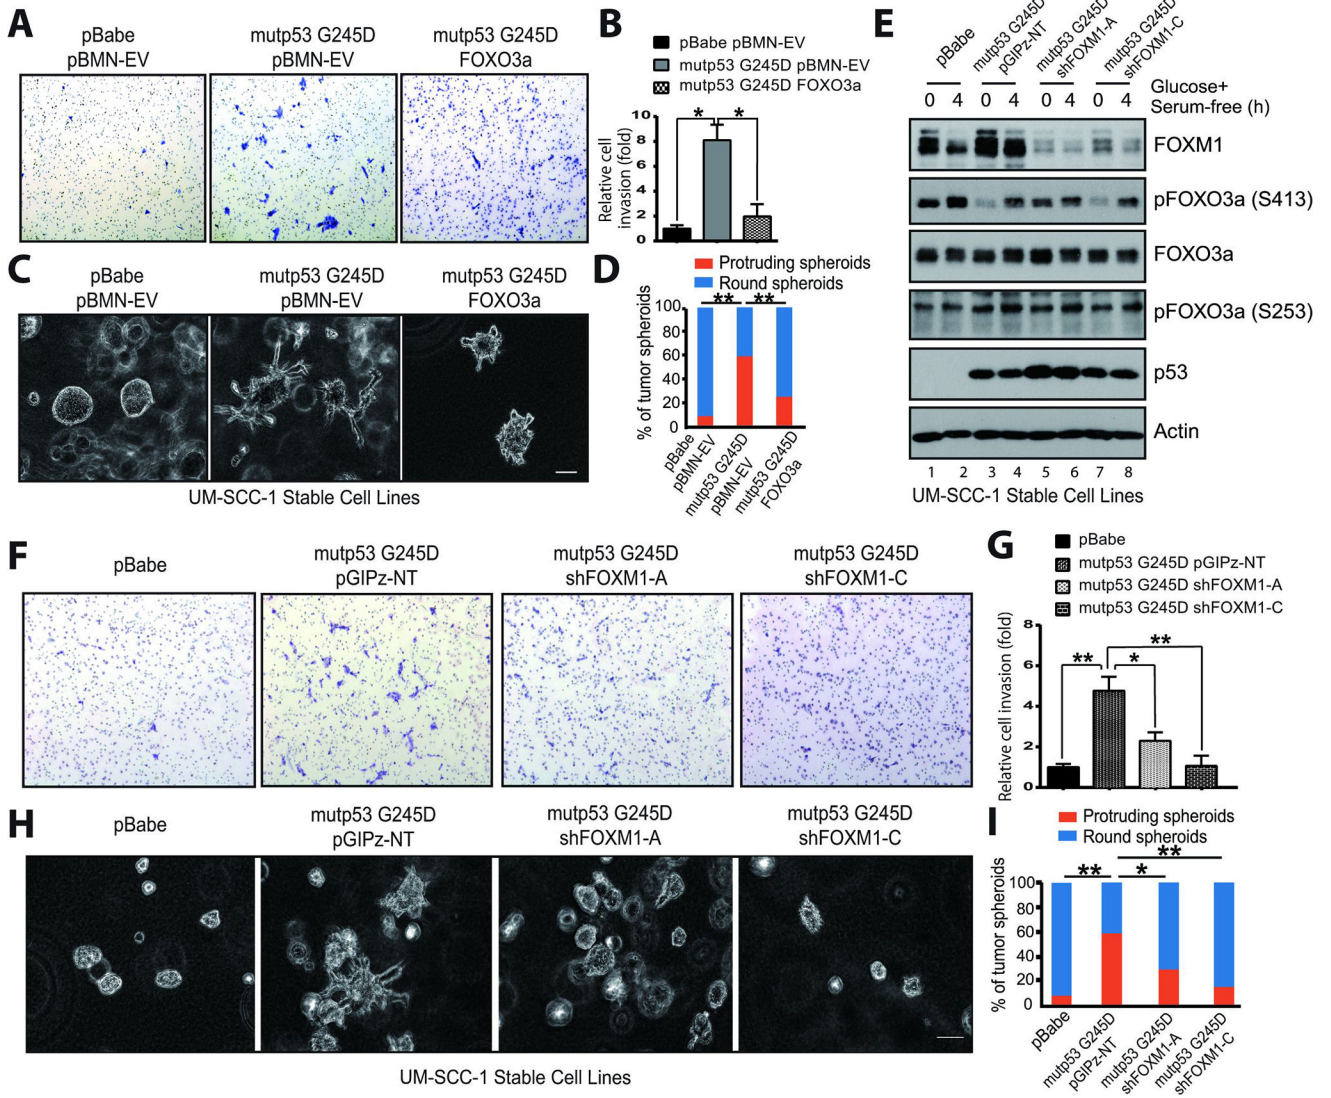 A
pBabe
pBMN-EV
mutp53 G245D
pBMN-EV
mutp53 G245D
FOXO3a
B
pBabe pBMN-EV
mutp53 G245D pBMN-EV
mutp53 G245D FOXO3a
Relative cell
invasion (fold)
10
8
6
4
2
0
* *
C
pBabe
pBMN-EV
mutp53 G245D
pBMN-EV
mutp53 G245D
FOXO3a
UM-SCC-1 Stable Cell Lines
D
Protruding spheroids
Round spheroids
** **
% of tumor spheroids
100
80
60
40
20
0
pBabe
pBMN-EV
mutp53 G245D
pBMN-EV
mutp53 G245D
FOXO3a
E
pBabe
mutp53 G245D
pGIPz-NT
mutp53 G245D
shFOXM1-A
mutp53 G245D
shFOXM1-C
0 4 0 4 0 4 0 4
Glucose+
Serum-free (h)
FOXM1
pFOXO3a (S413)
FOXO3a
pFOXO3a (S253)
p53
Actin
1 2 3 4 5 6 7 8
UM-SCC-1 Stable Cell Lines
F
pBabe
mutp53 G245D
pGIPz-NT
mutp53 G245D
shFOXM1-A
mutp53 G245D
shFOXM1-C
G
pBabe
mutp53 G245D pGIPz-NT
mutp53 G245D shFOXM1-A
mutp53 G245D shFOXM1-C
Relative cell invasion (fold)
8
6
4
2
0
** * **
H
pBabe
mutp53 G245D
pGIPz-NT
mutp53 G245D
shFOXM1-A
mutp53 G245D
shFOXM1-C
UM-SCC-1 Stable Cell Lines
I
Protruding spheroids
Round spheroids
**
** *
% of tumor spheroids
100
80
60
40
20
0
pBabe
mutp53 G245D
pGIPz-NT
mutp53 G245D
shFOXM1-A
mutp53 G245D
shFOXM1-C